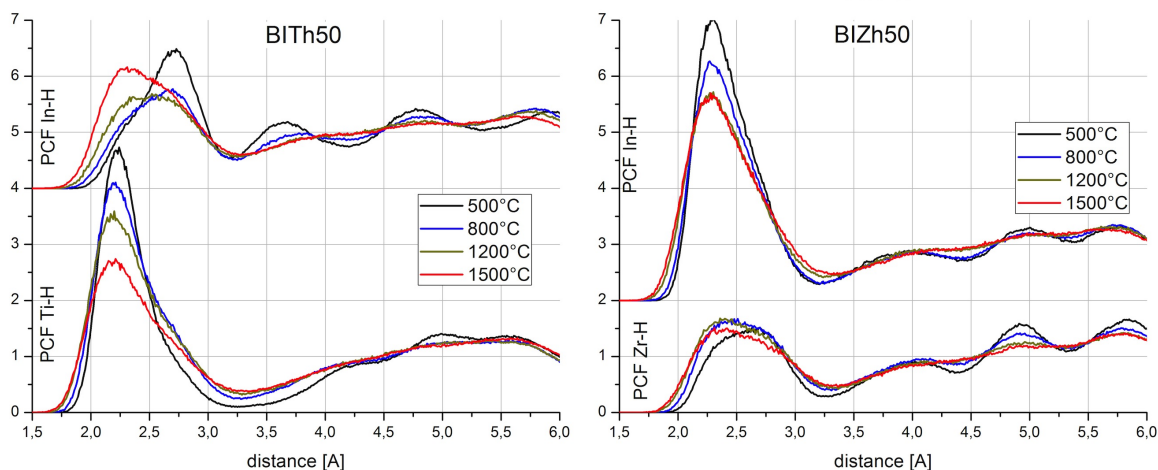 BITh50
7
6
5
4
3
2
1
0
PCF In-H
PCF Ti-H
500°C
800°C
1200°C
1500°C
1,5 2,0 2,5 3,0 3,5 4,0 4,5 5,0 5,5 6,0
distance [A]
BIZh50
7
6
5
4
3
2
1
0
PCF In-H
PCF Zr-H
500°C
800°C
1200°C
1500°C
1,5 2,0 2,5 3,0 3,5 4,0 4,5 5,0 5,5 6,0
distance [A]